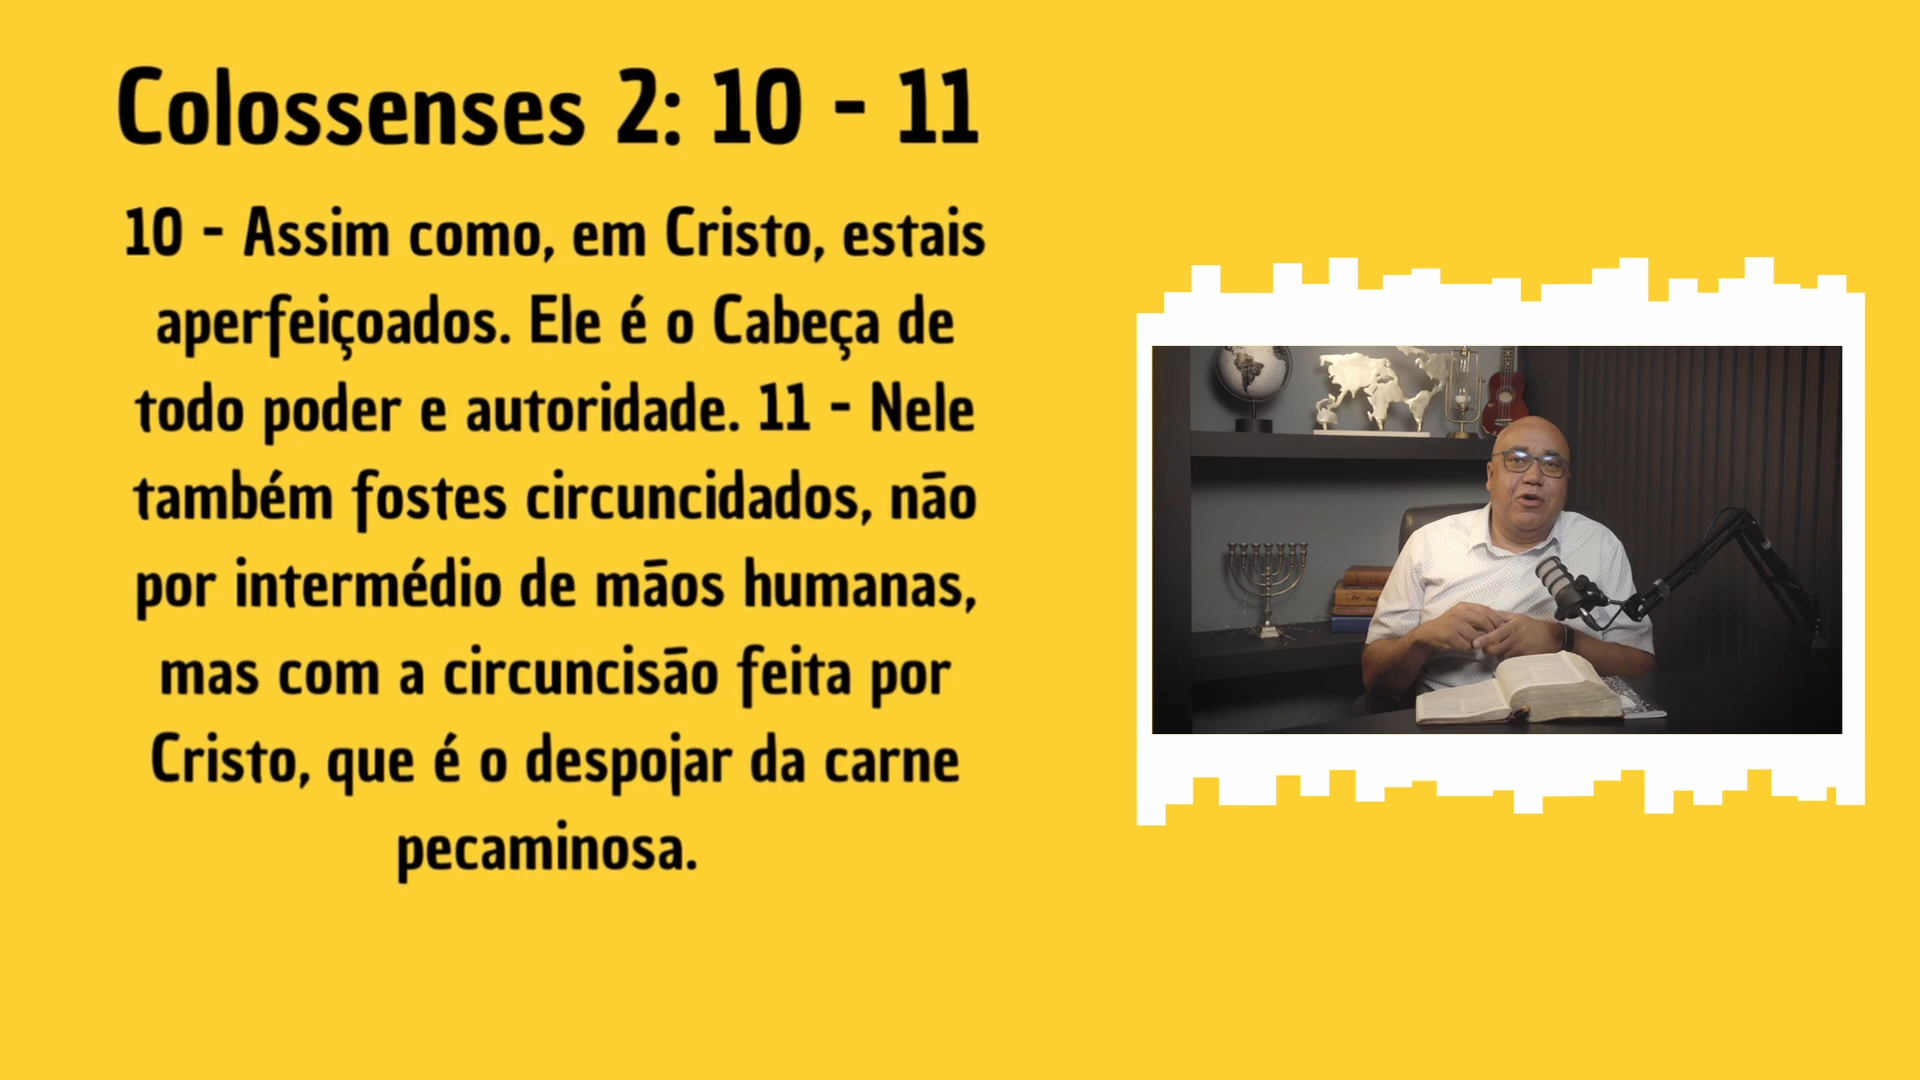 Colossenses 2: 10 - 11
10 - Assim como, em Cristo, estais
aperfeiçoados. Ele é o Cabeça de
todo poder e autoridade. 11 - Nele
também fostes circuncidados, não
por intermédio de mãos humanas,
mas com a circuncisão feita por
Cristo, que é o despojar da carne
pecaminosa.